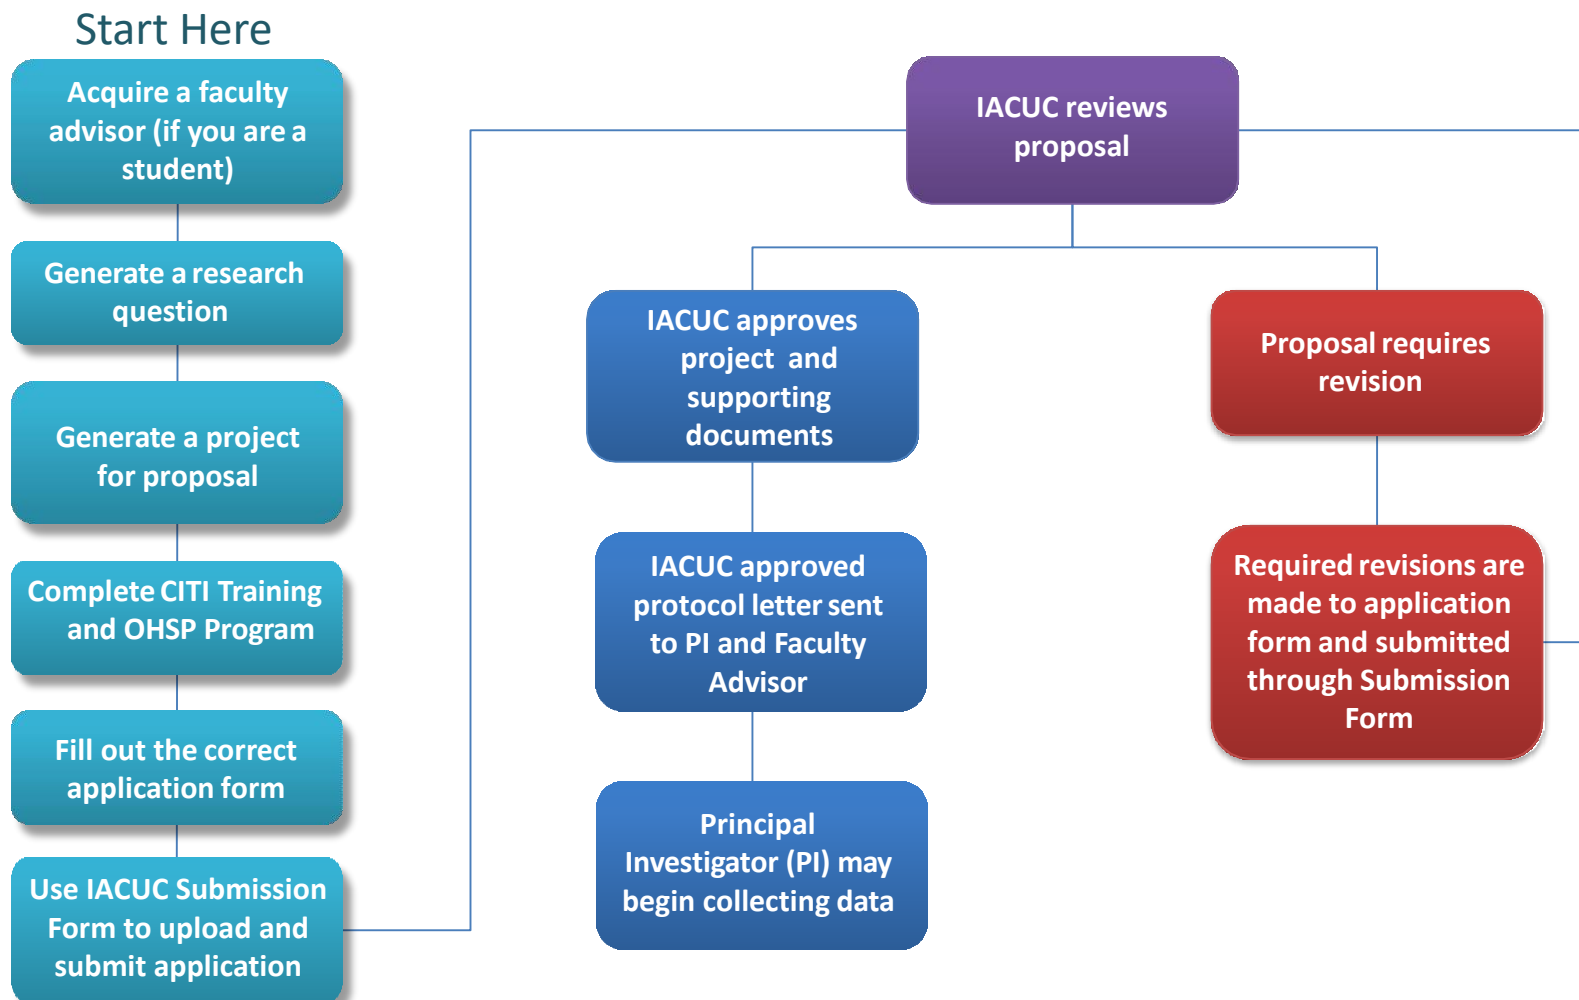 Start Here
Acquire a faculty
advisor (if you are a
student)
Generate a research
question
Generate a project
for proposal
Complete CITI Training
and OHSP Program
Fill out the correct
application form
Use IACUC Submission
Form to upload and
submit application
IACUC reviews
proposal
IACUC approves
project and
supporting
documents
IACUC approved
protocol letter sent
to PI and Faculty
Advisor
Principal
Investigator (PI) may
begin collecting data
Proposal requires
revision
Required revisions are
made to application
form and submitted
through Submission
Form